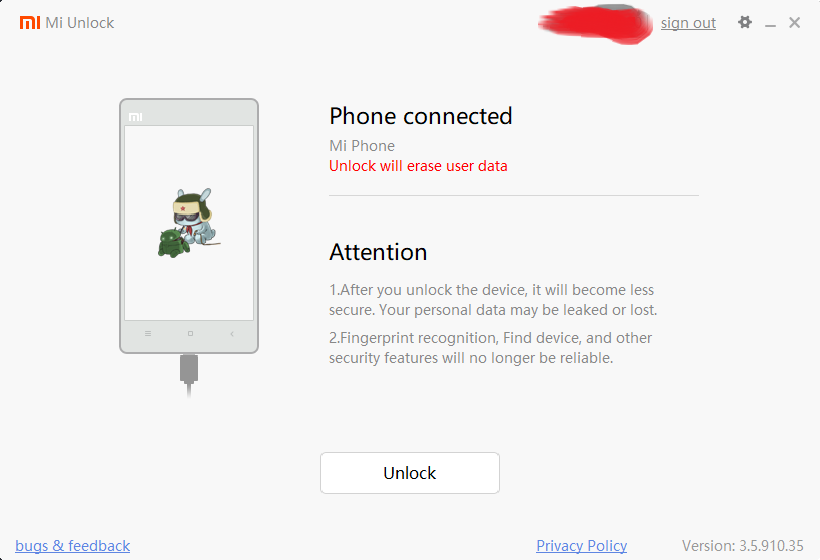 mi Mi Unlock
sign out
mi
Phone connected
Mi Phone
Unlock will erase user data
Attention
1.After you unlock the device, it will become less
secure. Your personal data may be leaked or lost.
2.Fingerprint recognition, Find device, and other
security features will no longer be reliable.
Unlock
bugs & feedback
Privacy Policy
Version: 3.5.910.35